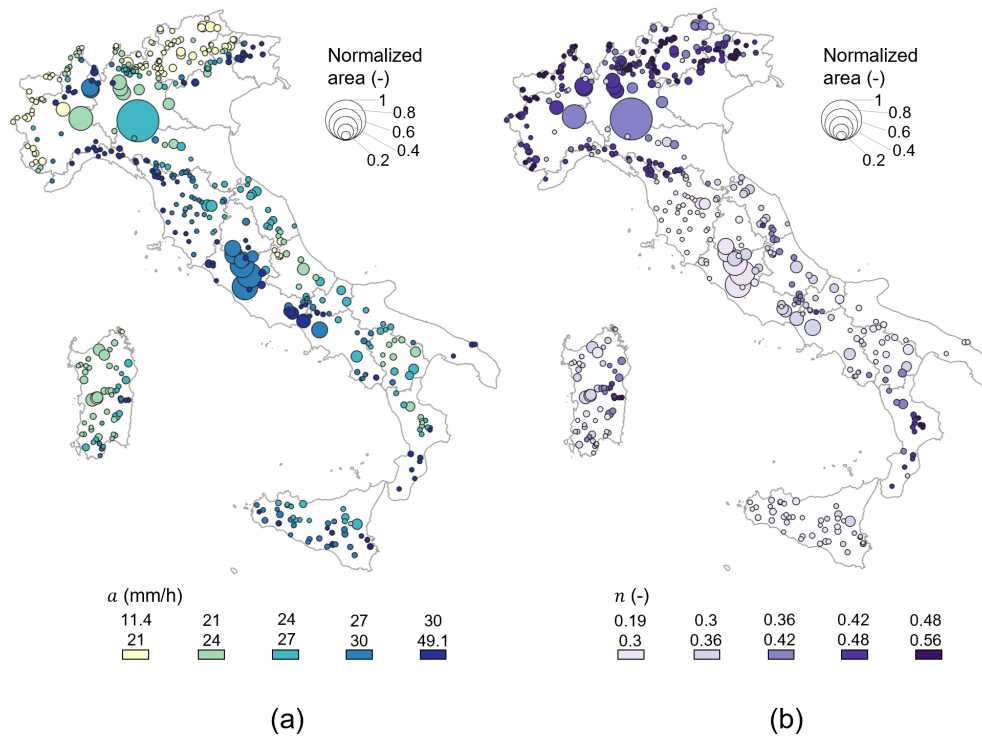 Normalized
area (-)
1
0.8
0.6
0.4
0.2
Normalized
area (-)
1
0.8
0.6
0.4
0.2
a (mm/h)
11.4 21 24 27 30
21 24 27 30 49.1
n (-)
0.19 0.3 0.36 0.42 0.48
0.3 0.36 0.42 0.48 0.56
(a)
(b)